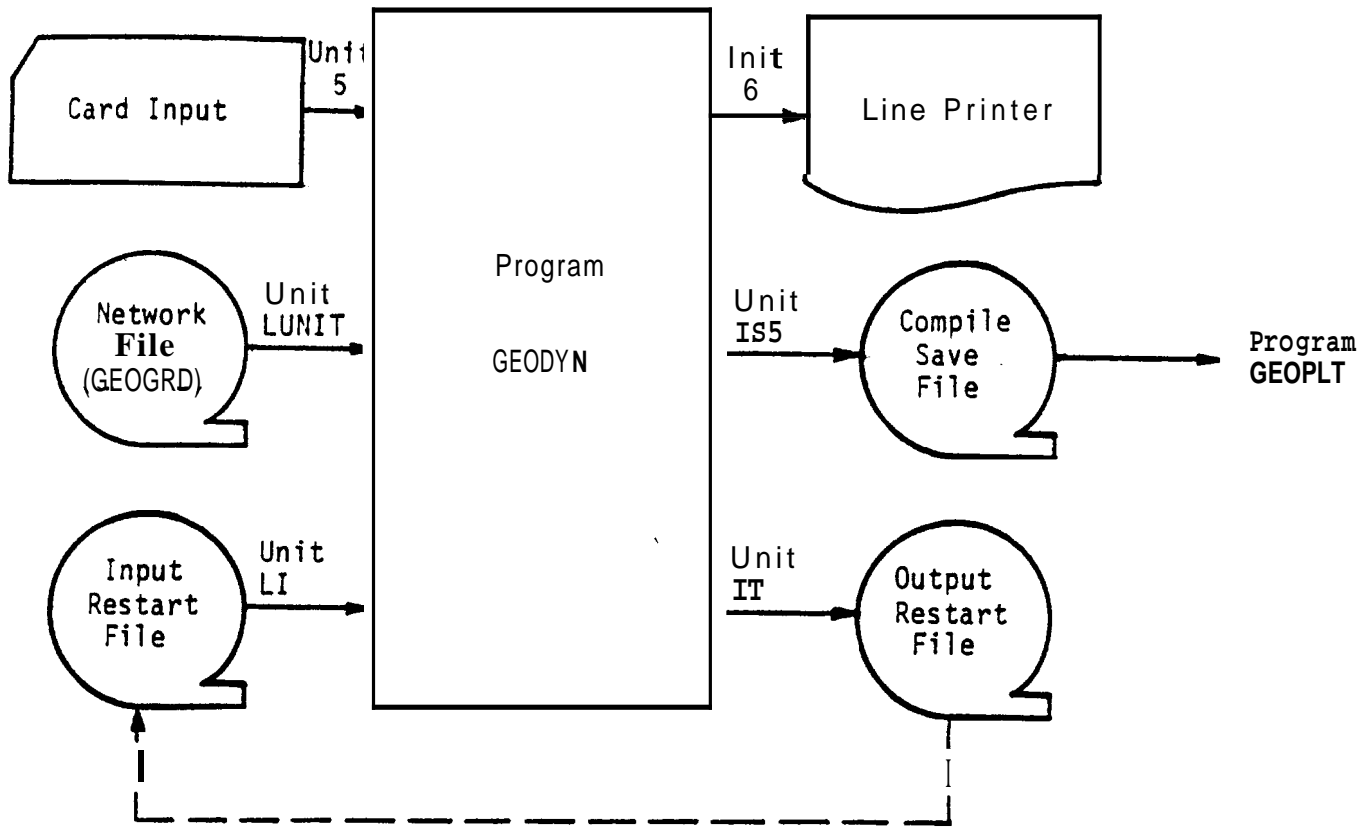 Unit
5
Card Input
Init
6
Line Printer
Program
GEODYN
Network
File
(GEOGRD)
Unit
LUNIT
Unit
IS5
Compile
Save
File
Program
GEOPLT
Input
Restart
File
Unit
LI
Unit
IT
Output
Restart
File